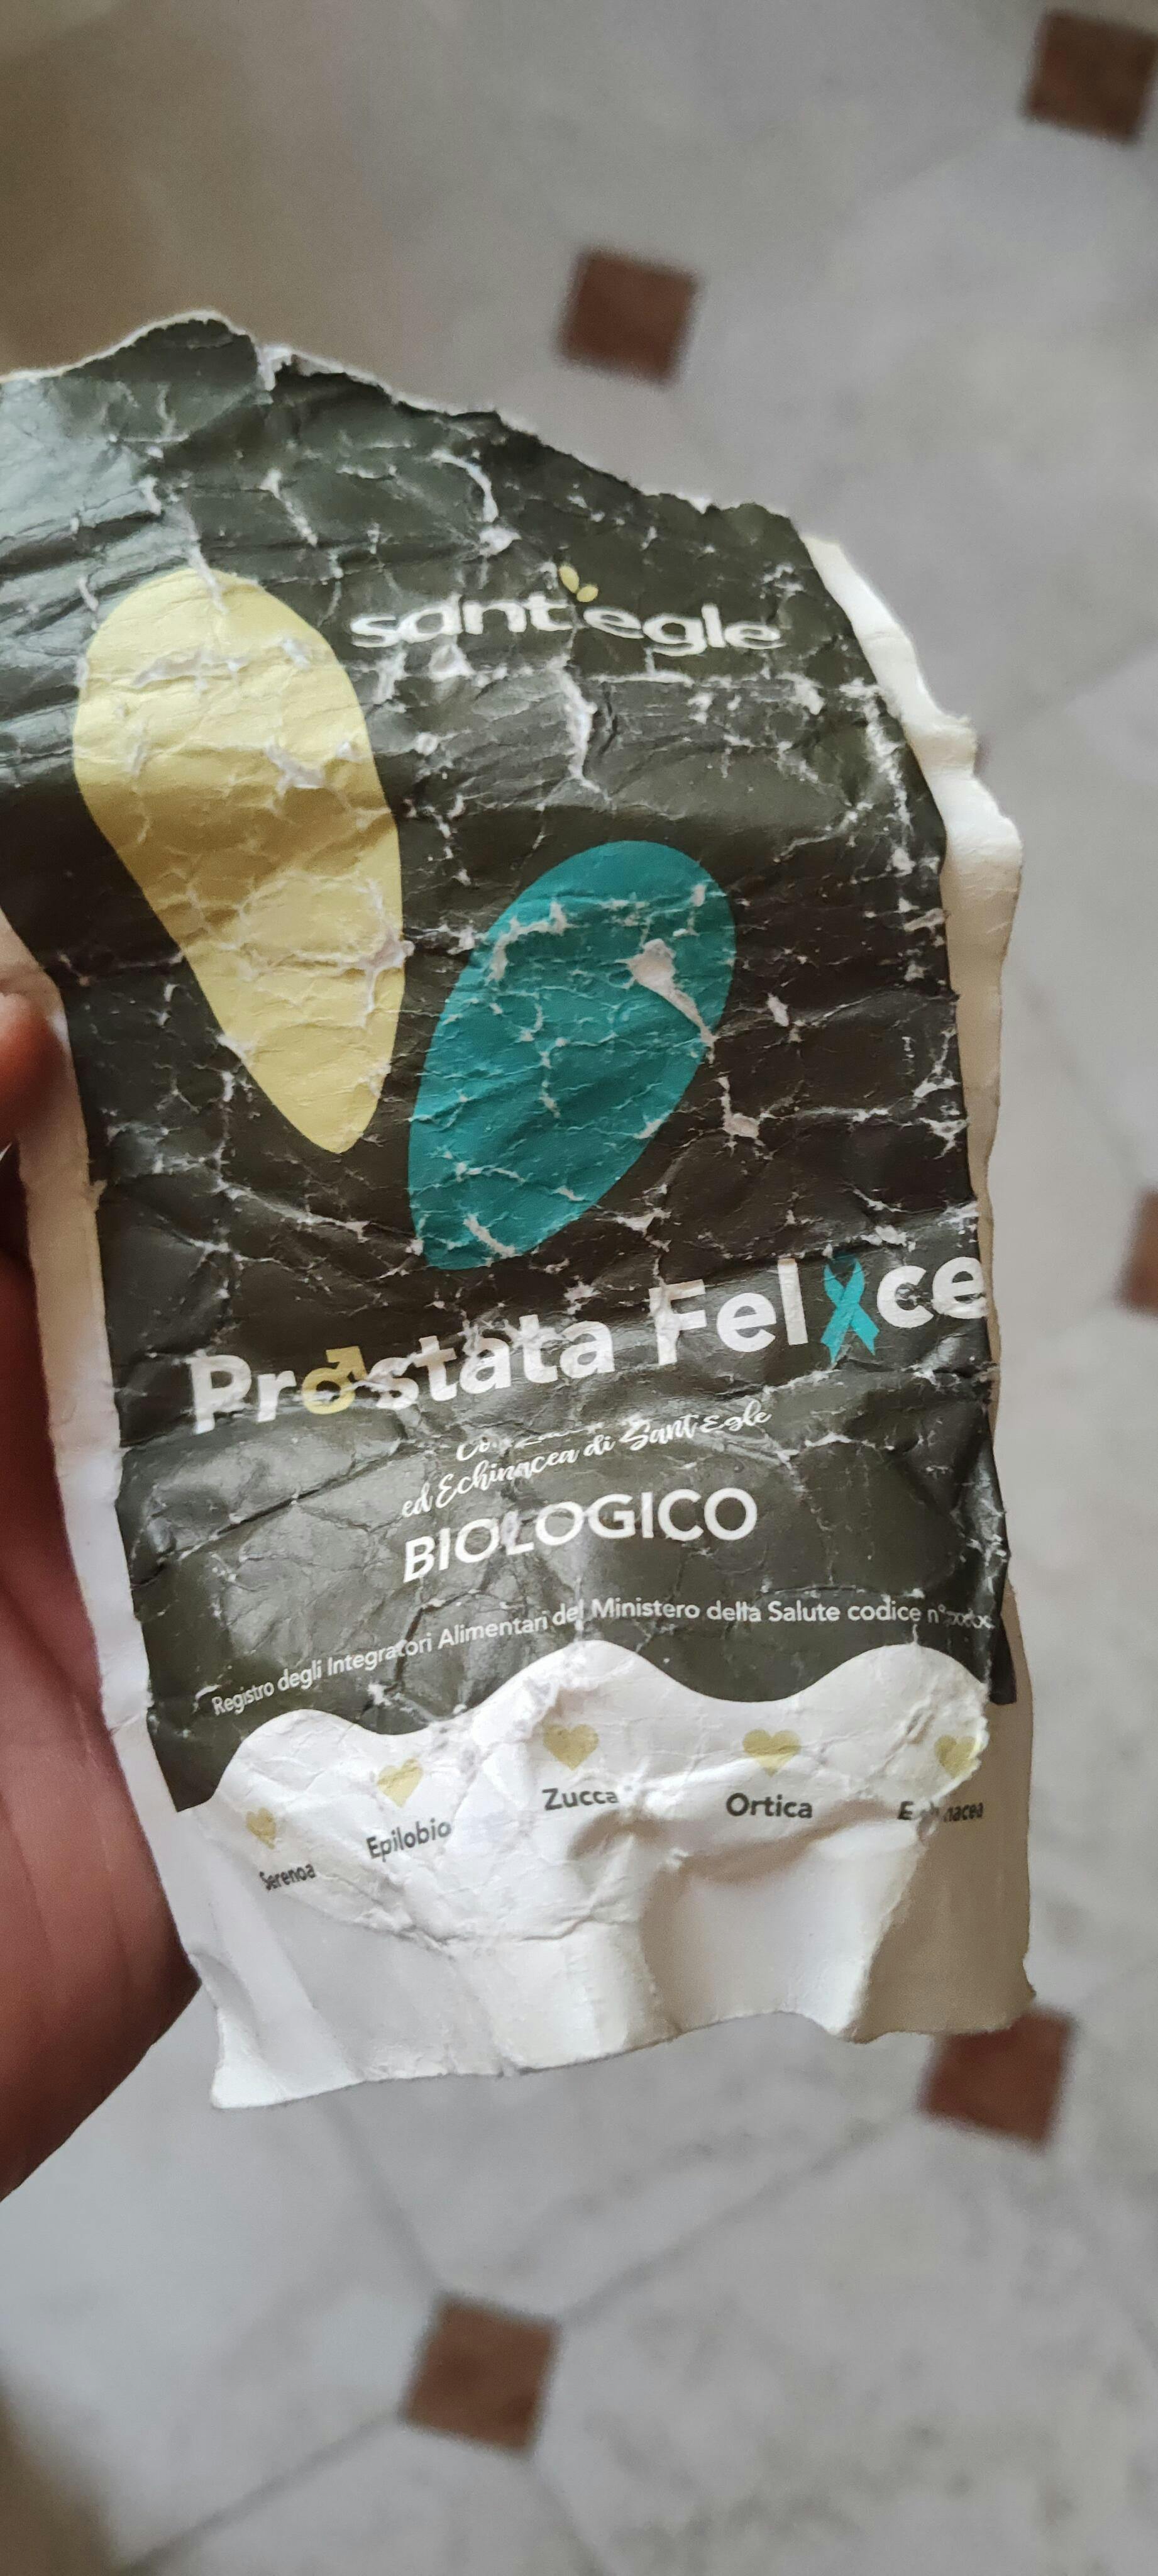 sant'egle
Prostata Felice
ed Echinacea di Sant'Egle
BIOLOGICO
Registro degli Integratori Alimentari del Ministero della Salute codice n°
Serenoa
Epilobio
Zucca
Ortica
Echinacea